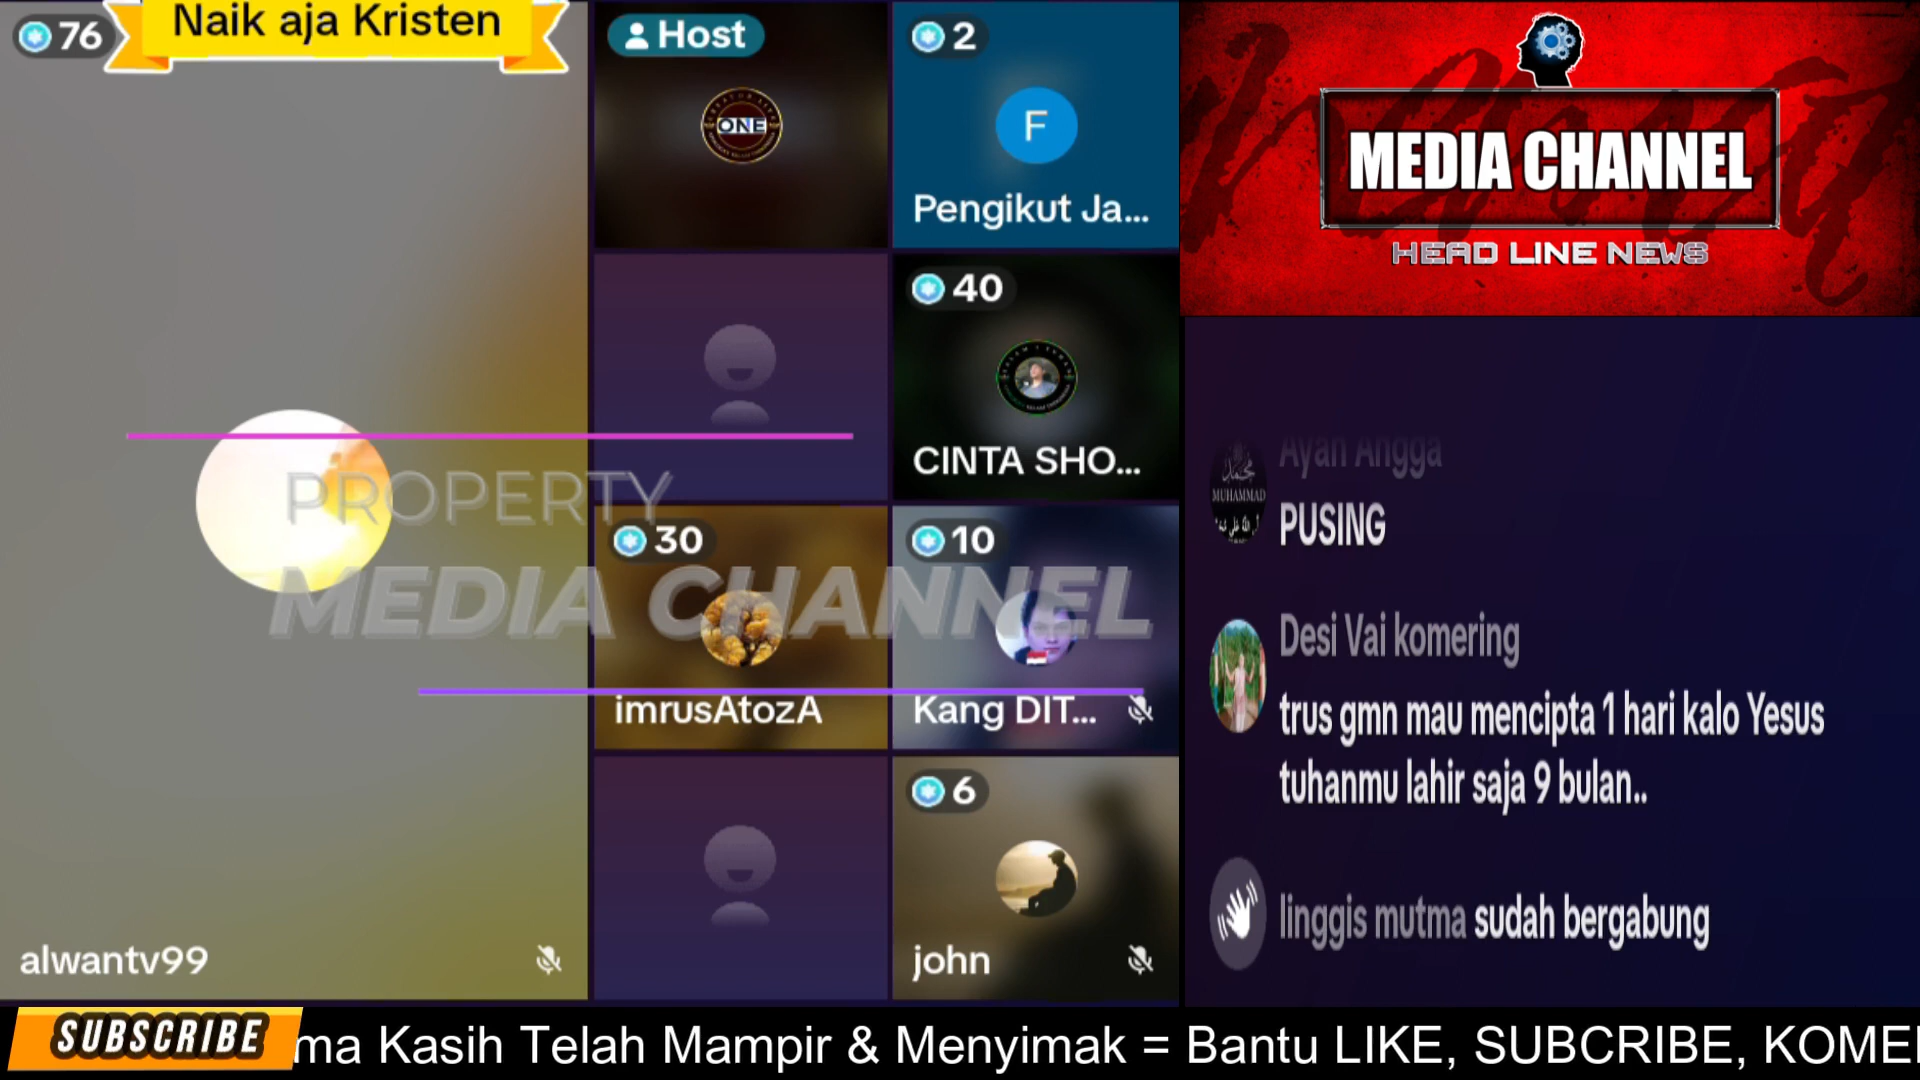 76
Naik aja Kristen
Host
ONE
2
F
Pengikut Ja...
40
CINTA SHO...
PROPERTY
MEDIA CHANNEL
30
imrusAtozA
10
Kang DIT...
6
john
alwantv99
MEDIA CHANNEL
HEAD LINE NEWS
Ayah Angga
MUHAMMAD
PUSING
Desi Vai komering
trus gmn mau mencipta 1 hari kalo Yesus
tuhanmu lahir saja 9 bulan..
linggis mutma sudah bergabung
SUBSCRIBE
ma Kasih Telah Mampir & Menyimak = Bantu LIKE, SUBCRIBE, KOME